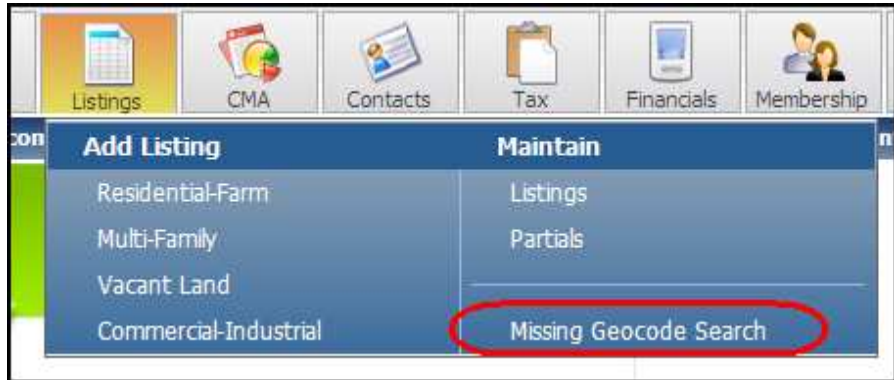 Listings CMA Contacts Tax Financials Membership
Add Listing
Residential-Farm
Multi-Family
Vacant Land
Commercial-Industrial
Maintain
Listings
Partials
Missing Geocode Search